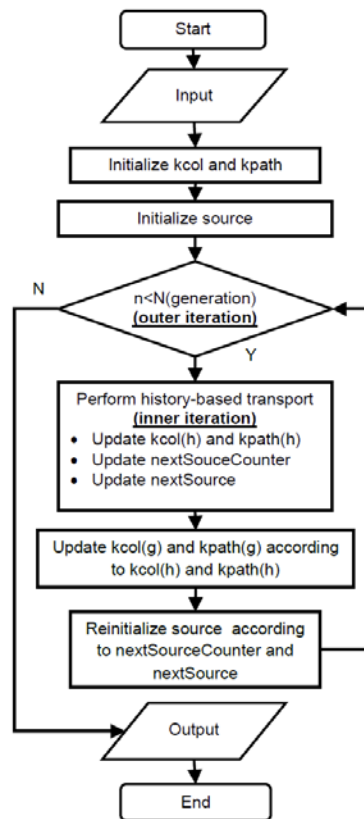 Start
Input
Initialize kcol and kpath
Initialize source
N
n<N(generation)
(outer iteration)
Y
Perform history-based transport
(inner iteration)
• Update kcol(h) and kpath(h)
• Update nextSouceCounter
• Update nextSource
Update kcol(g) and kpath(g) according
to kcol(h) and kpath(h)
Reinitialize source according
to nextSourceCounter and
nextSource
Output
End